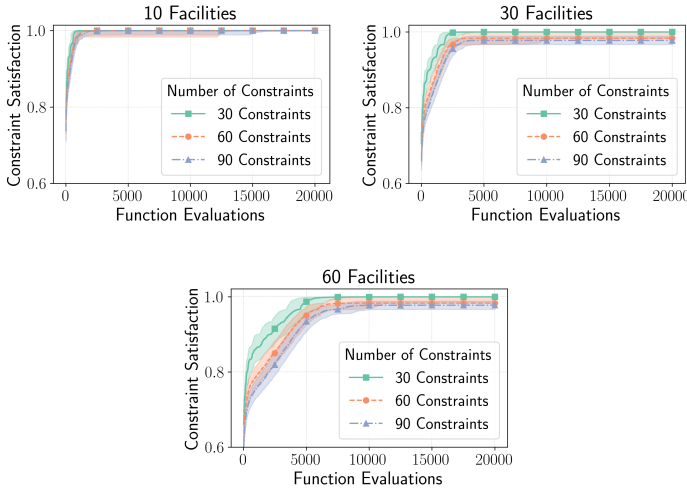 10 Facilities
Constraint Satisfaction
1.0
0.8
0.6
Number of Constraints
30 Constraints
60 Constraints
90 Constraints
0 5000 10000 15000 20000
Function Evaluations
30 Facilities
Constraint Satisfaction
1.0
0.8
0.6
Number of Constraints
30 Constraints
60 Constraints
90 Constraints
0 5000 10000 15000 20000
Function Evaluations
60 Facilities
Constraint Satisfaction
1.0
0.8
0.6
Number of Constraints
30 Constraints
60 Constraints
90 Constraints
0 5000 10000 15000 20000
Function Evaluations